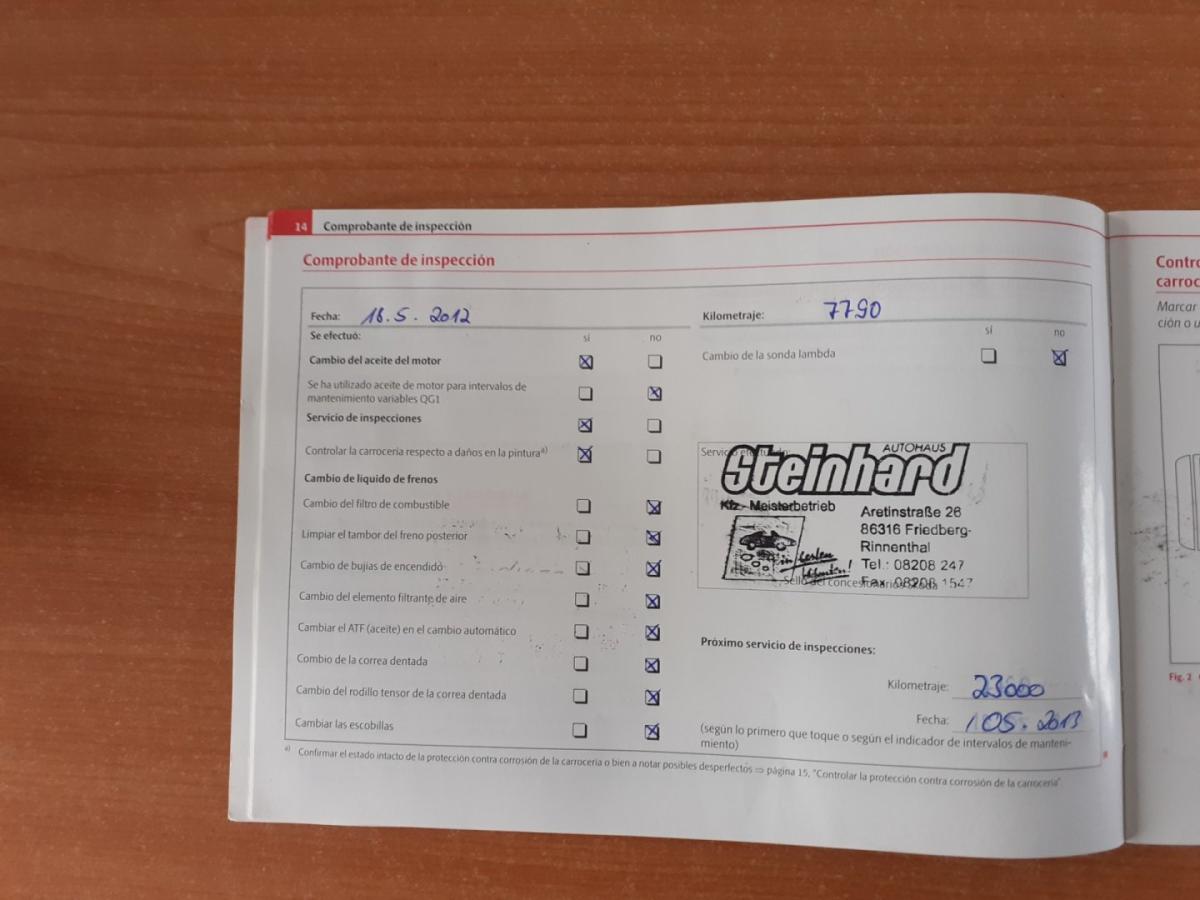 14 Comprobante de inspección
Comprobante de inspección
Fecha: 16.5. 2012
Kilometraje: 7790
Se efectuó: sí no
sí no
Cambio del aceite del motor
Cambio de la sonda lambda
Se ha utilizado aceite de motor para intervalos de
mantenimiento variables QG1
Servicio de inspecciones
Controlar la carrocería respecto a daños en la pintura a)
Cambio de líquido de frenos
Cambio del filtro de combustible
Limpiar el tambor del freno posterior
Cambio de bujías de encendido
Cambio del elemento filtrante de aire
Cambiar el ATF (aceite) en el cambio automático
Combio de la correa dentada
Cambio del rodillo tensor de la correa dentada
Cambiar las escobillas
AUTOHAUS
Steinhard
Kfz - Meisterbetrieb
Aretinstraße 26
86316 Friedberg-
Rinnenthal
Tel.: 08208 247
Fax 08208 1547
Próximo servicio de inspecciones:
Kilometraje: 23000
Fecha: 05. 2013
(según lo primero que toque o según el indicador de intervalos de manteni-
miento)
a) Confirmar el estado intacto de la protección contra corrosión de la carrocería o bien a notar posibles desperfectos ⇒ página 15, "Controlar la protección contra corrosión de la carrocería"
Contro
carroc
Marcar
ción o u
Fig. 2